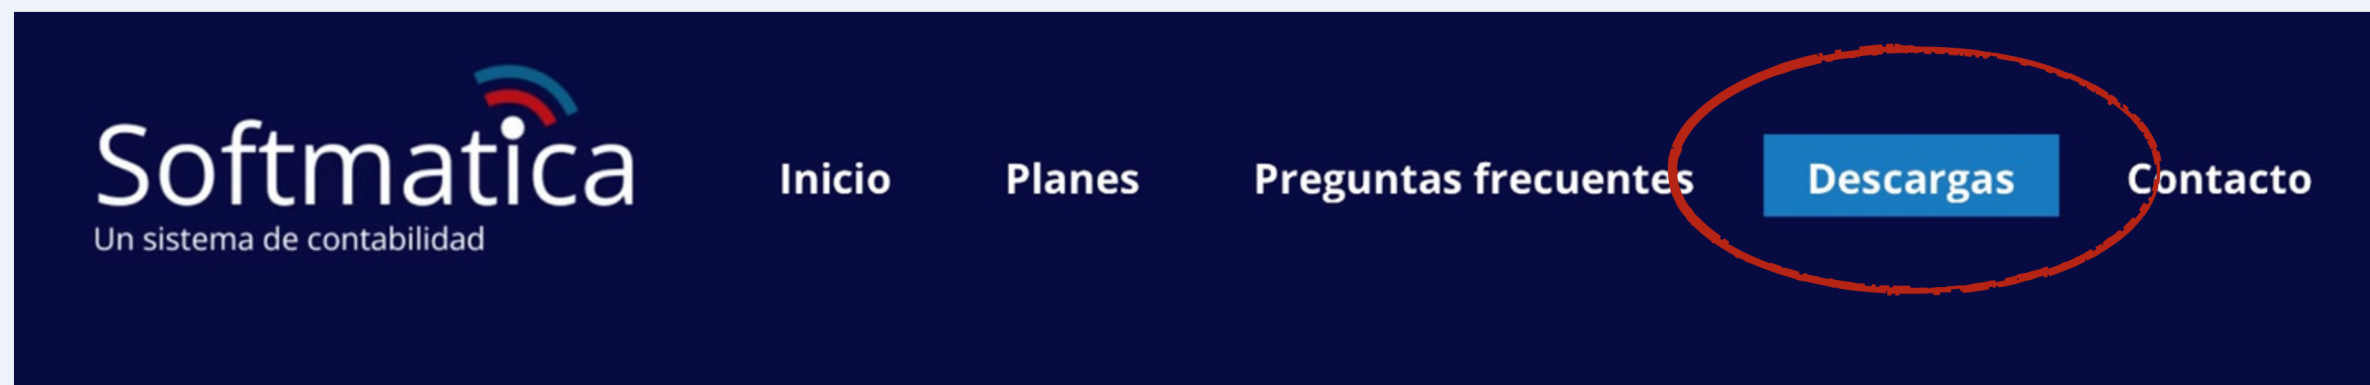 Softmatica
Un sistema de contabilidad
Inicio Planes Preguntas frecuentes Descargas Contacto